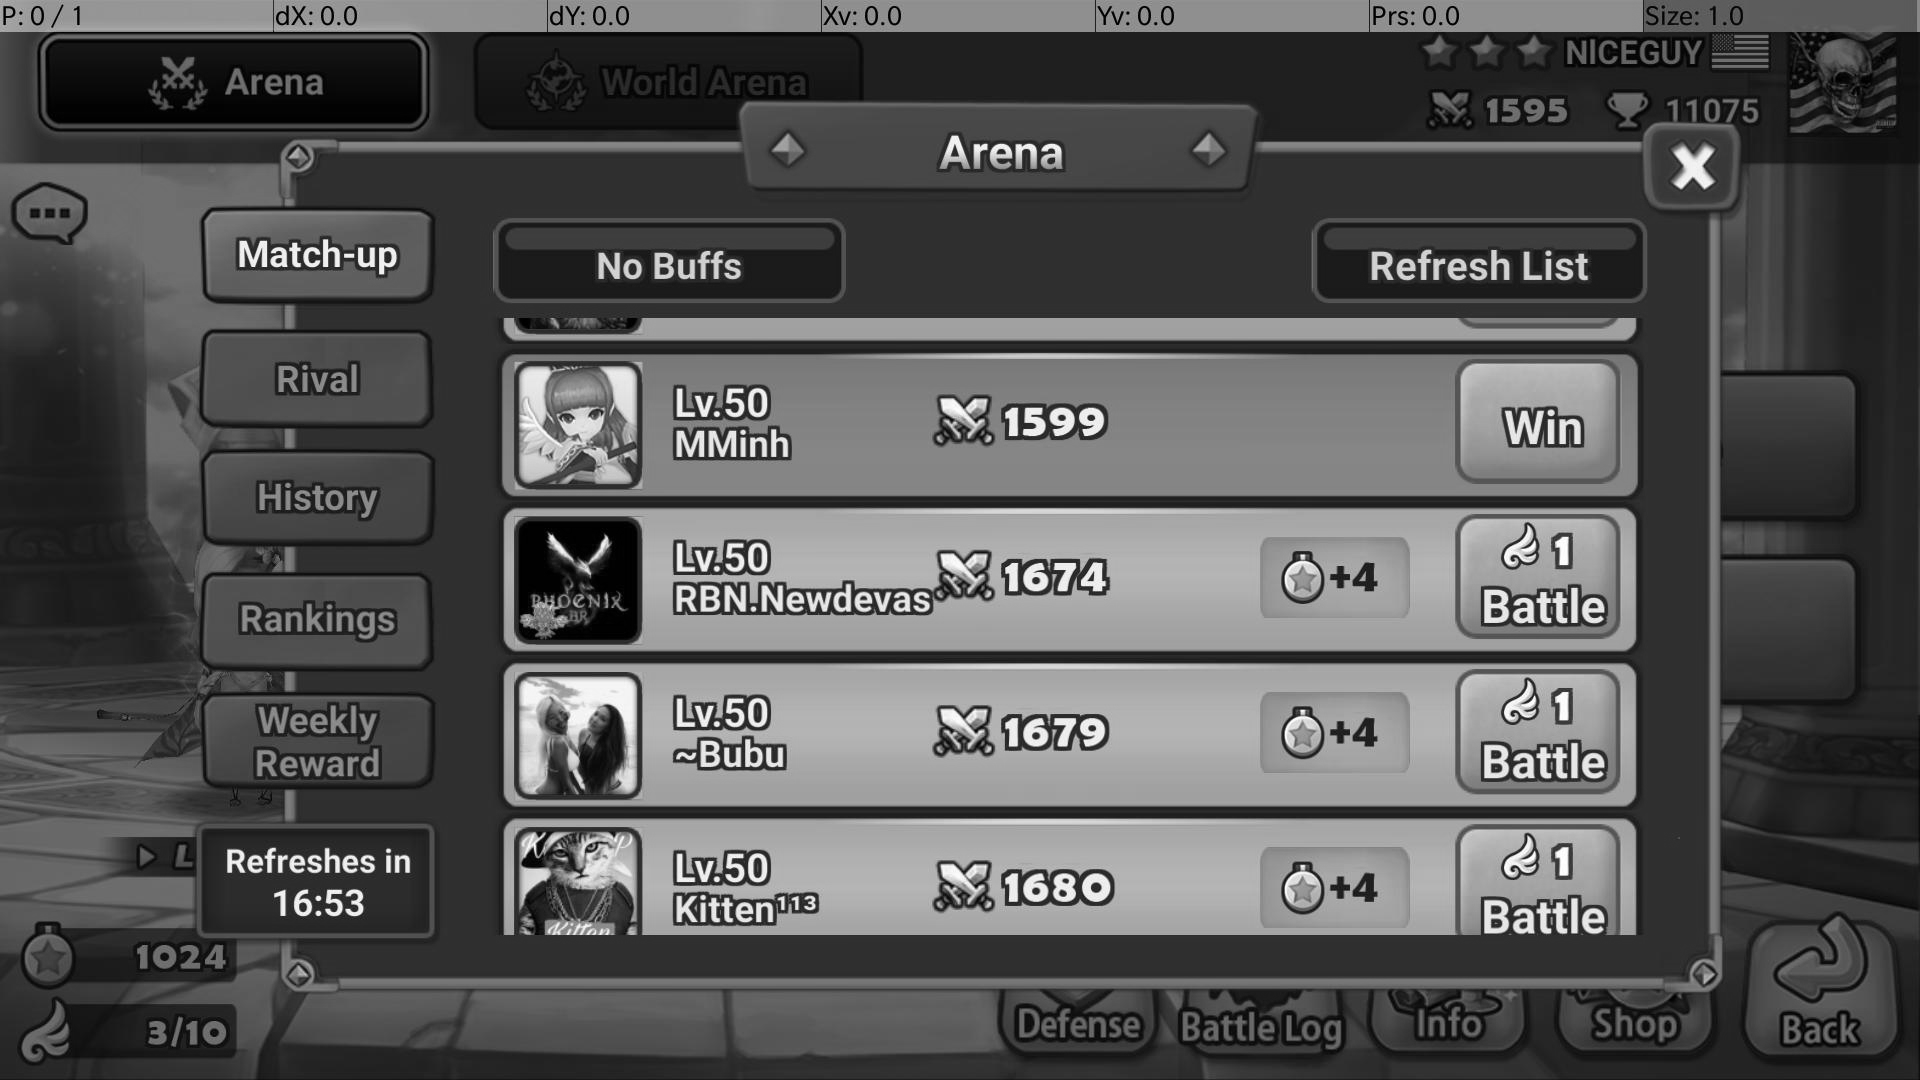 P: 0 / 1
dX: 0.0
dY: 0.0
Xv: 0.0
Yv: 0.0
Prs: 0.0
Size: 1.0
Arena
World Arena
NICEGUY
1595
11075
Arena
Match-up
No Buffs
Refresh List
Rival
History
Rankings
Weekly
Reward
Refreshes in
16:53
Lv.50
MMinh
1599
Win
PHOENIX
BR
Lv.50
RBN.Newdevas
1674
+4
1
Battle
Lv.50
~Bubu
1679
+4
1
Battle
Kitten
Lv.50
Kitten¹¹³
1680
+4
1
Battle
L
1024
3/10
Defense
Battle Log
Info
Shop
Back